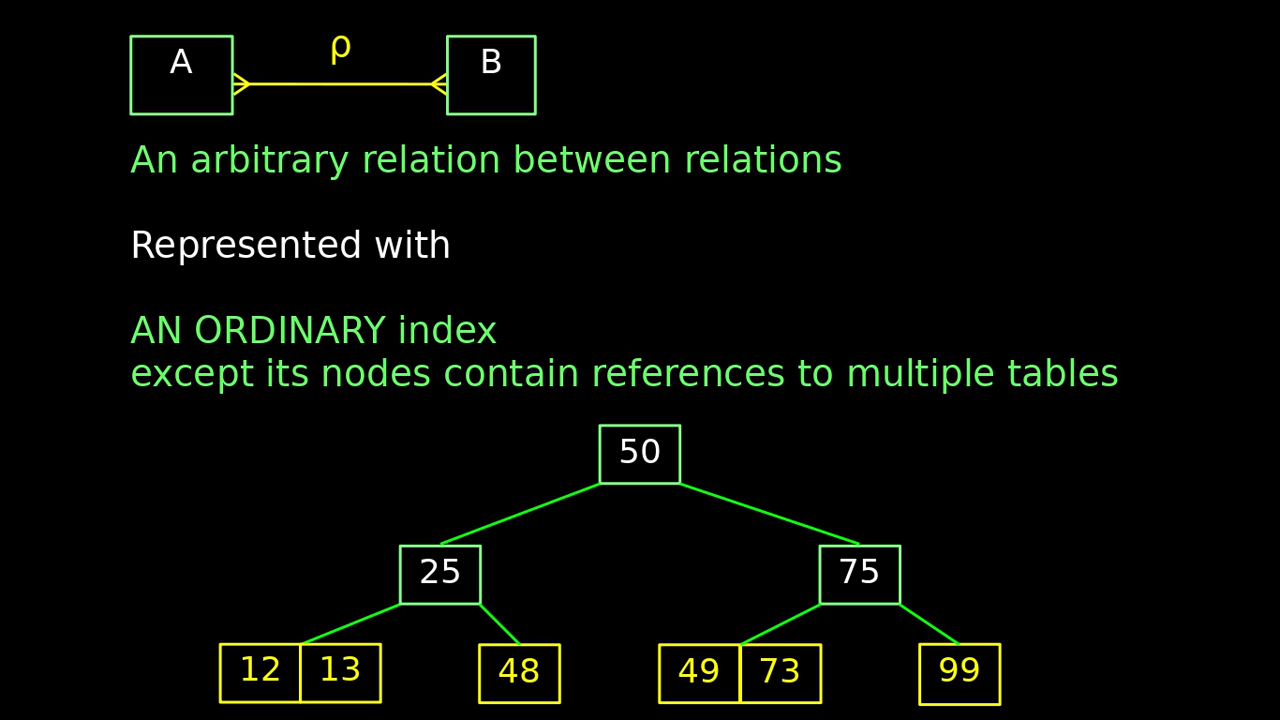 ρ
A B
An arbitrary relation between relations
Represented with
AN ORDINARY index
except its nodes contain references to multiple tables
50
25 75
12 13 48 49 73 99